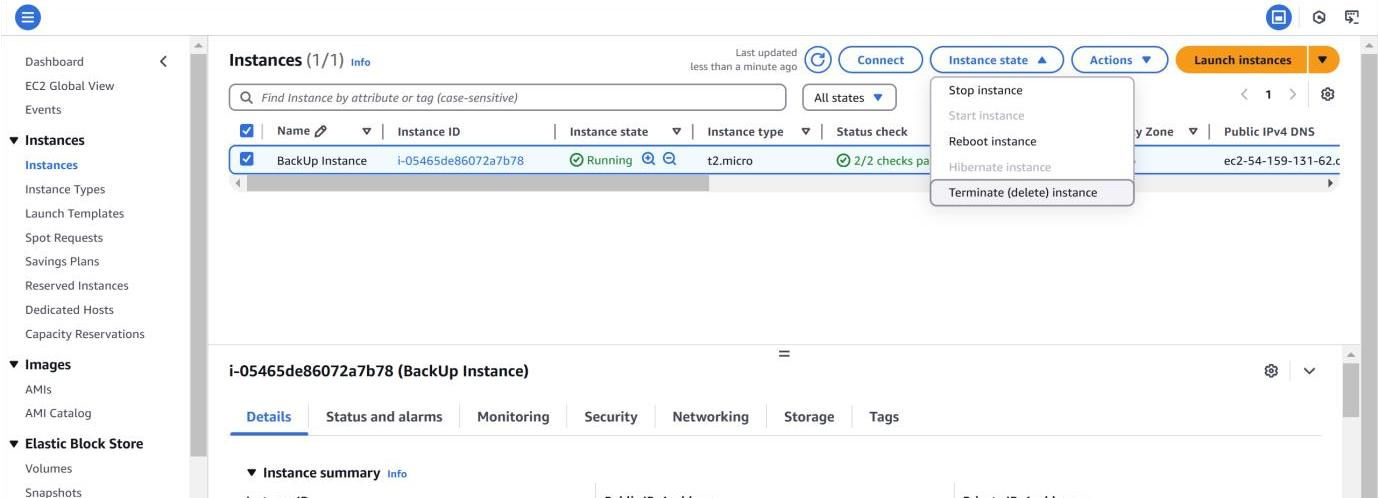 Dashboard
EC2 Global View
Events
Instances
Instances
Instance Types
Launch Templates
Spot Requests
Savings Plans
Reserved Instances
Dedicated Hosts
Capacity Reservations
Images
AMIs
AMI Catalog
Elastic Block Store
Volumes
Snapshots
Instances (1/1) Info
Last updated
less than a minute ago
Connect
Instance state
Actions
Launch instances
Find Instance by attribute or tag (case-sensitive)
All states
1
Stop instance
Start instance
Reboot instance
Hibernate instance
Terminate (delete) instance
Name Instance ID Instance state Instance type Status check y Zone Public IPv4 DNS
BackUp Instance i-05465de86072a7b78 Running t2.micro 2/2 checks pa ec2-54-159-131-62.c
i-05465de86072a7b78 (BackUp Instance)
Details Status and alarms Monitoring Security Networking Storage Tags
Instance summary Info